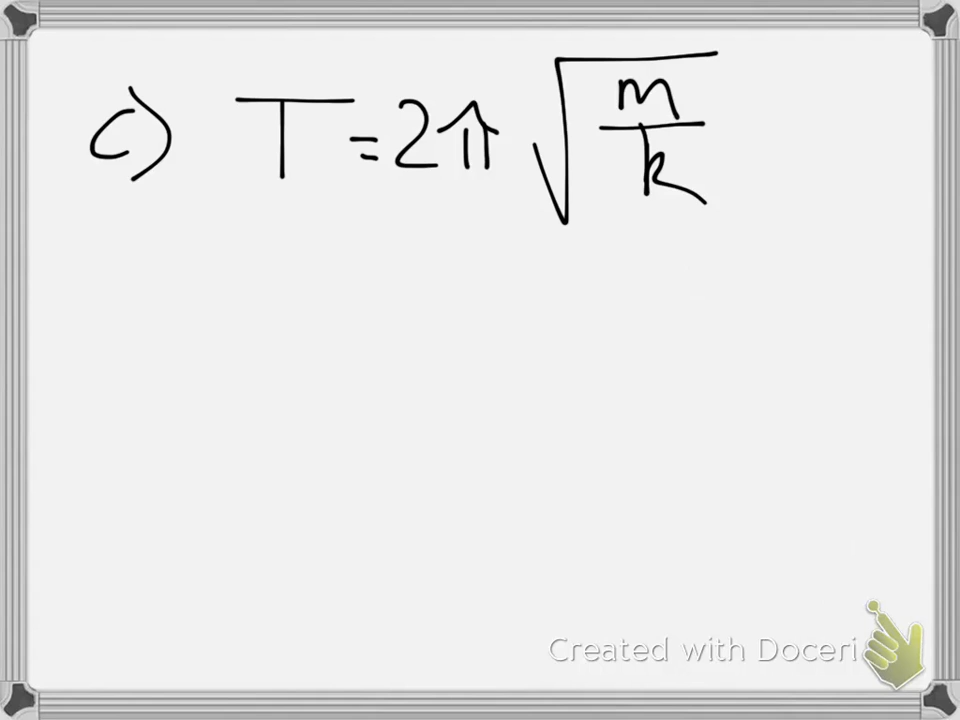 c) T = 2π √(m/k)
Created with Doceri